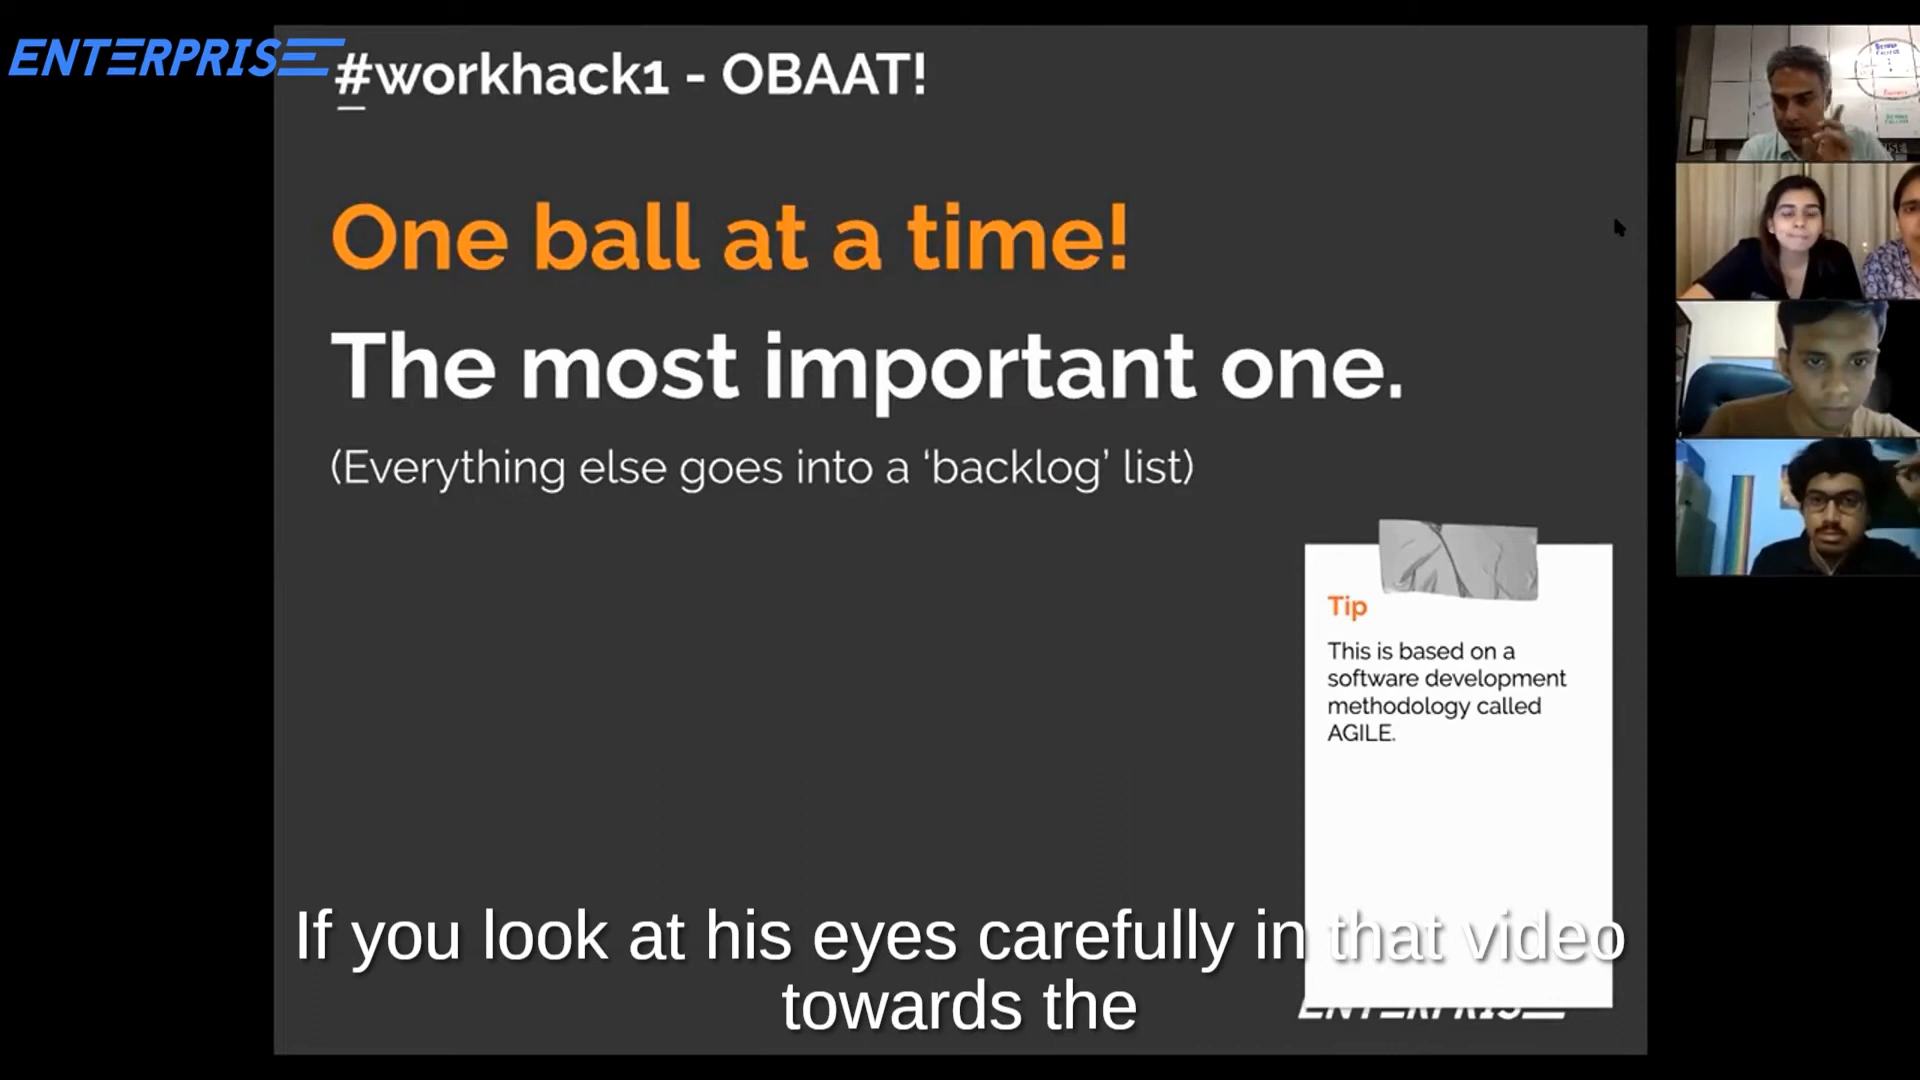 ENTERPRISE
#workhack1 - OBAAT!
One ball at a time!
The most important one.
(Everything else goes into a ‘backlog’ list)
Tip
This is based on a
software development
methodology called
AGILE.
If you look at his eyes carefully in that video
towards the
ENTERPRISE